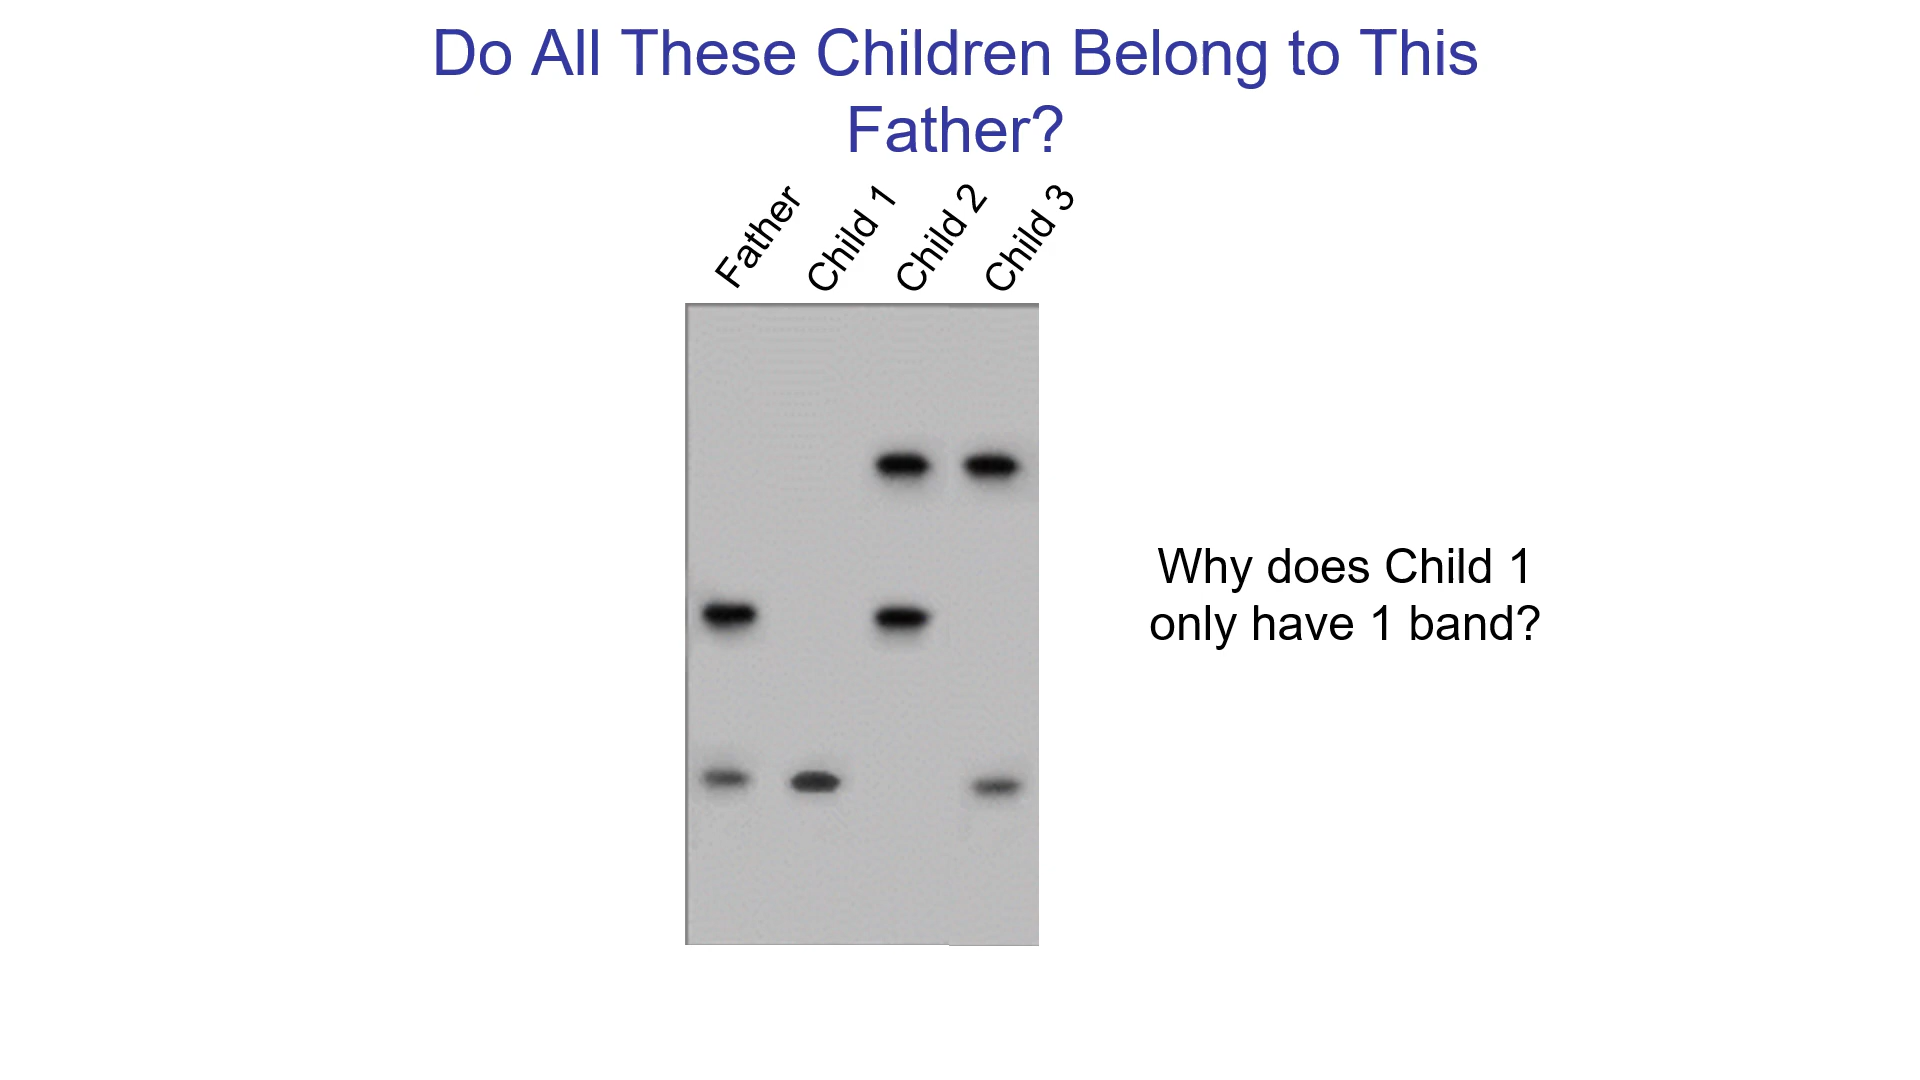 Do All These Children Belong to This
Father?
Father
Child 1
Child 2
Child 3
Why does Child 1
only have 1 band?